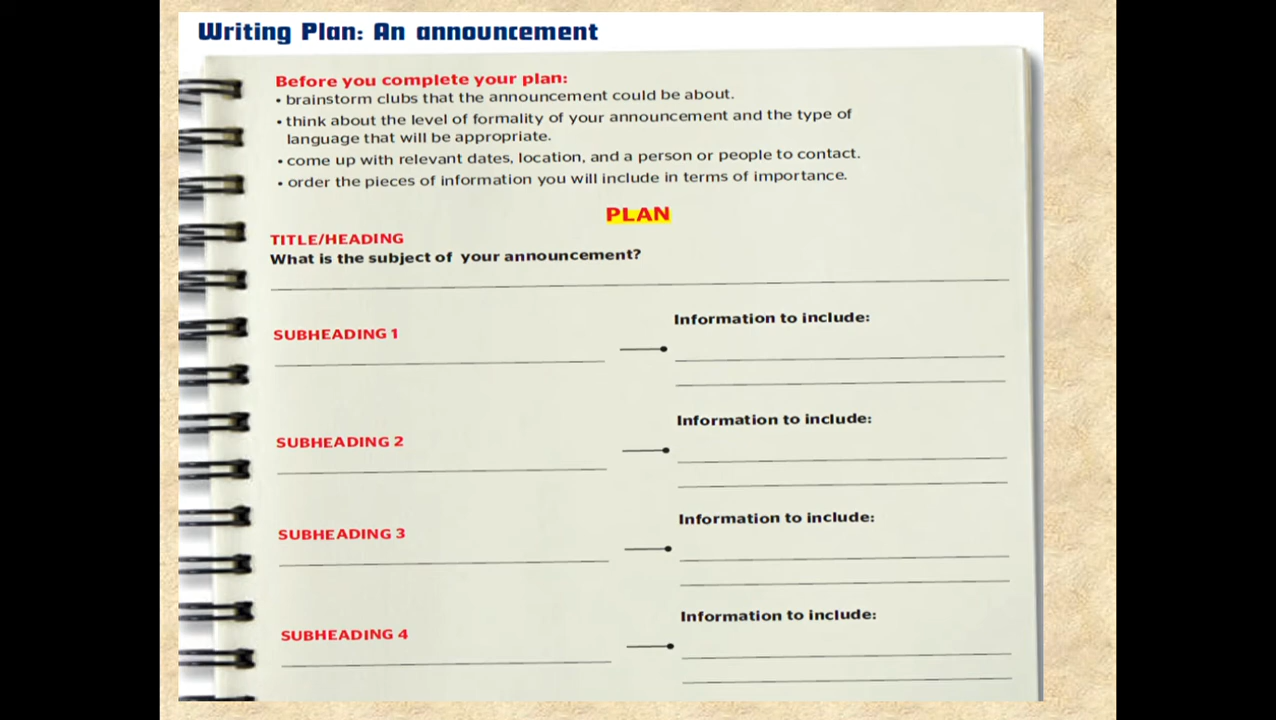 Writing Plan: An announcement
Before you complete your plan:
• brainstorm clubs that the announcement could be about.
• think about the level of formality of your announcement and the type of
language that will be appropriate.
• come up with relevant dates, location, and a person or people to contact.
• order the pieces of information you will include in terms of importance.
PLAN
TITLE/HEADING
What is the subject of your announcement?
Information to include:
SUBHEADING 1
Information to include:
SUBHEADING 2
Information to include:
SUBHEADING 3
Information to include:
SUBHEADING 4